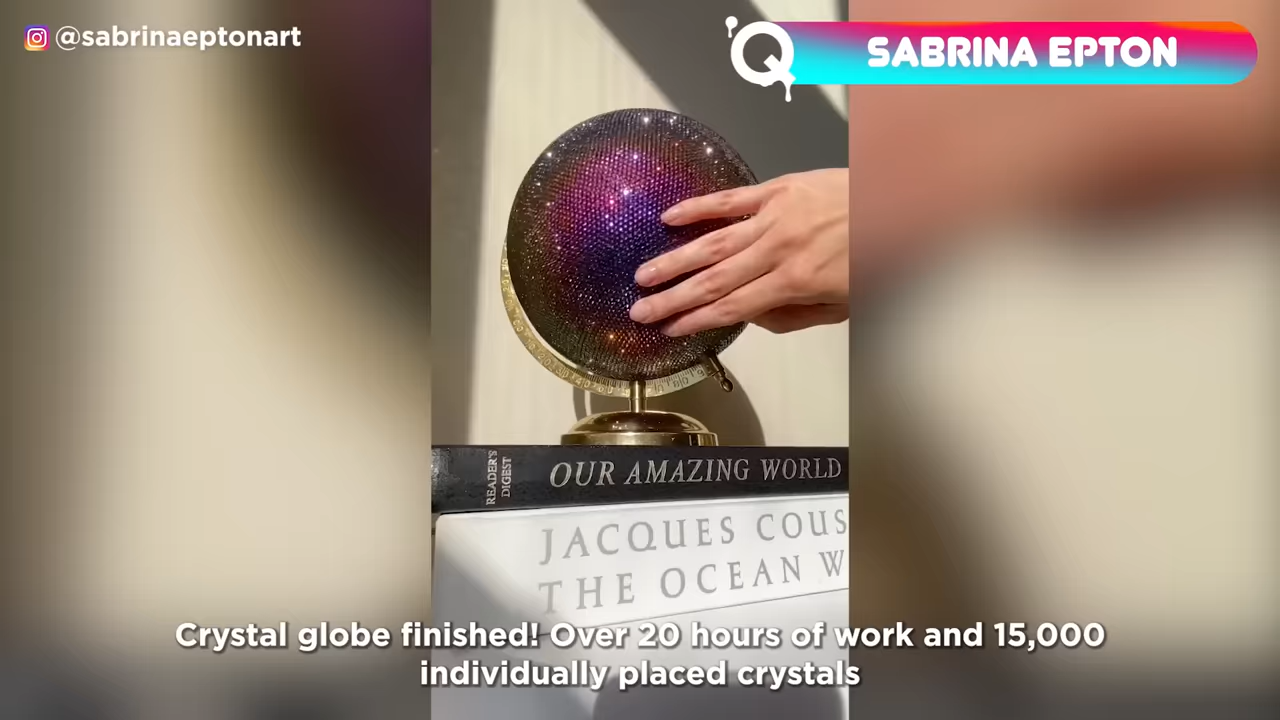 @sabrinaeptonart
SABRINA EPTON
READER'S
DIGEST
OUR AMAZING WORLD
JACQUES COUS
THE OCEAN W
Crystal globe finished! Over 20 hours of work and 15,000
individually placed crystals